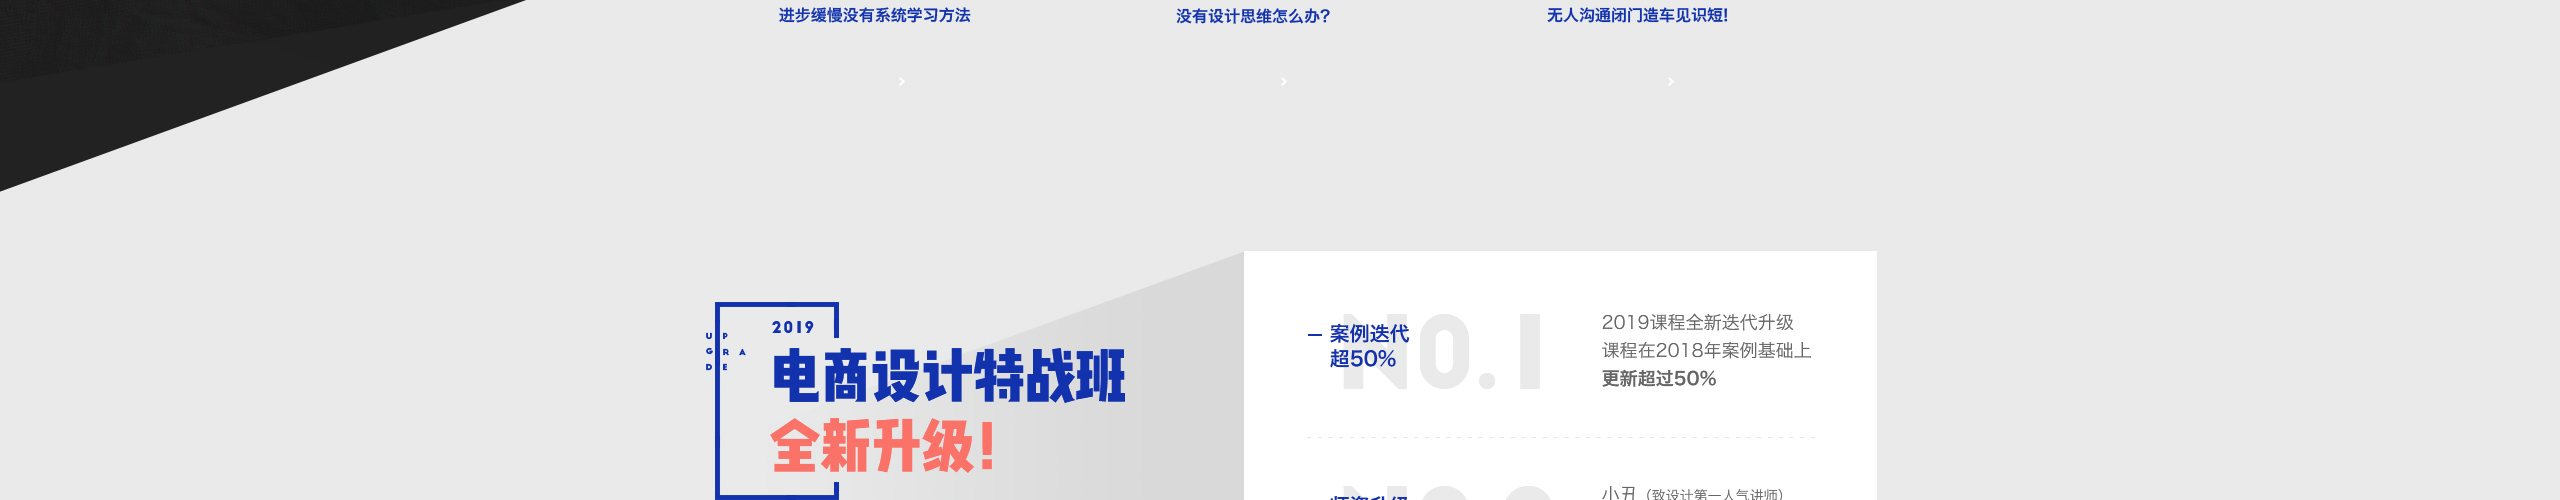 进步缓慢没有系统学习方法
没有设计思维怎么办?
无人沟通闭门造车见识短!
2019
UPGRADE
电商设计特战班
全新升级!
NO.1
案例迭代
超50%
2019课程全新迭代升级
课程在2018年案例基础上
更新超过50%
师资升级
小丑（致设计第一人气讲师）